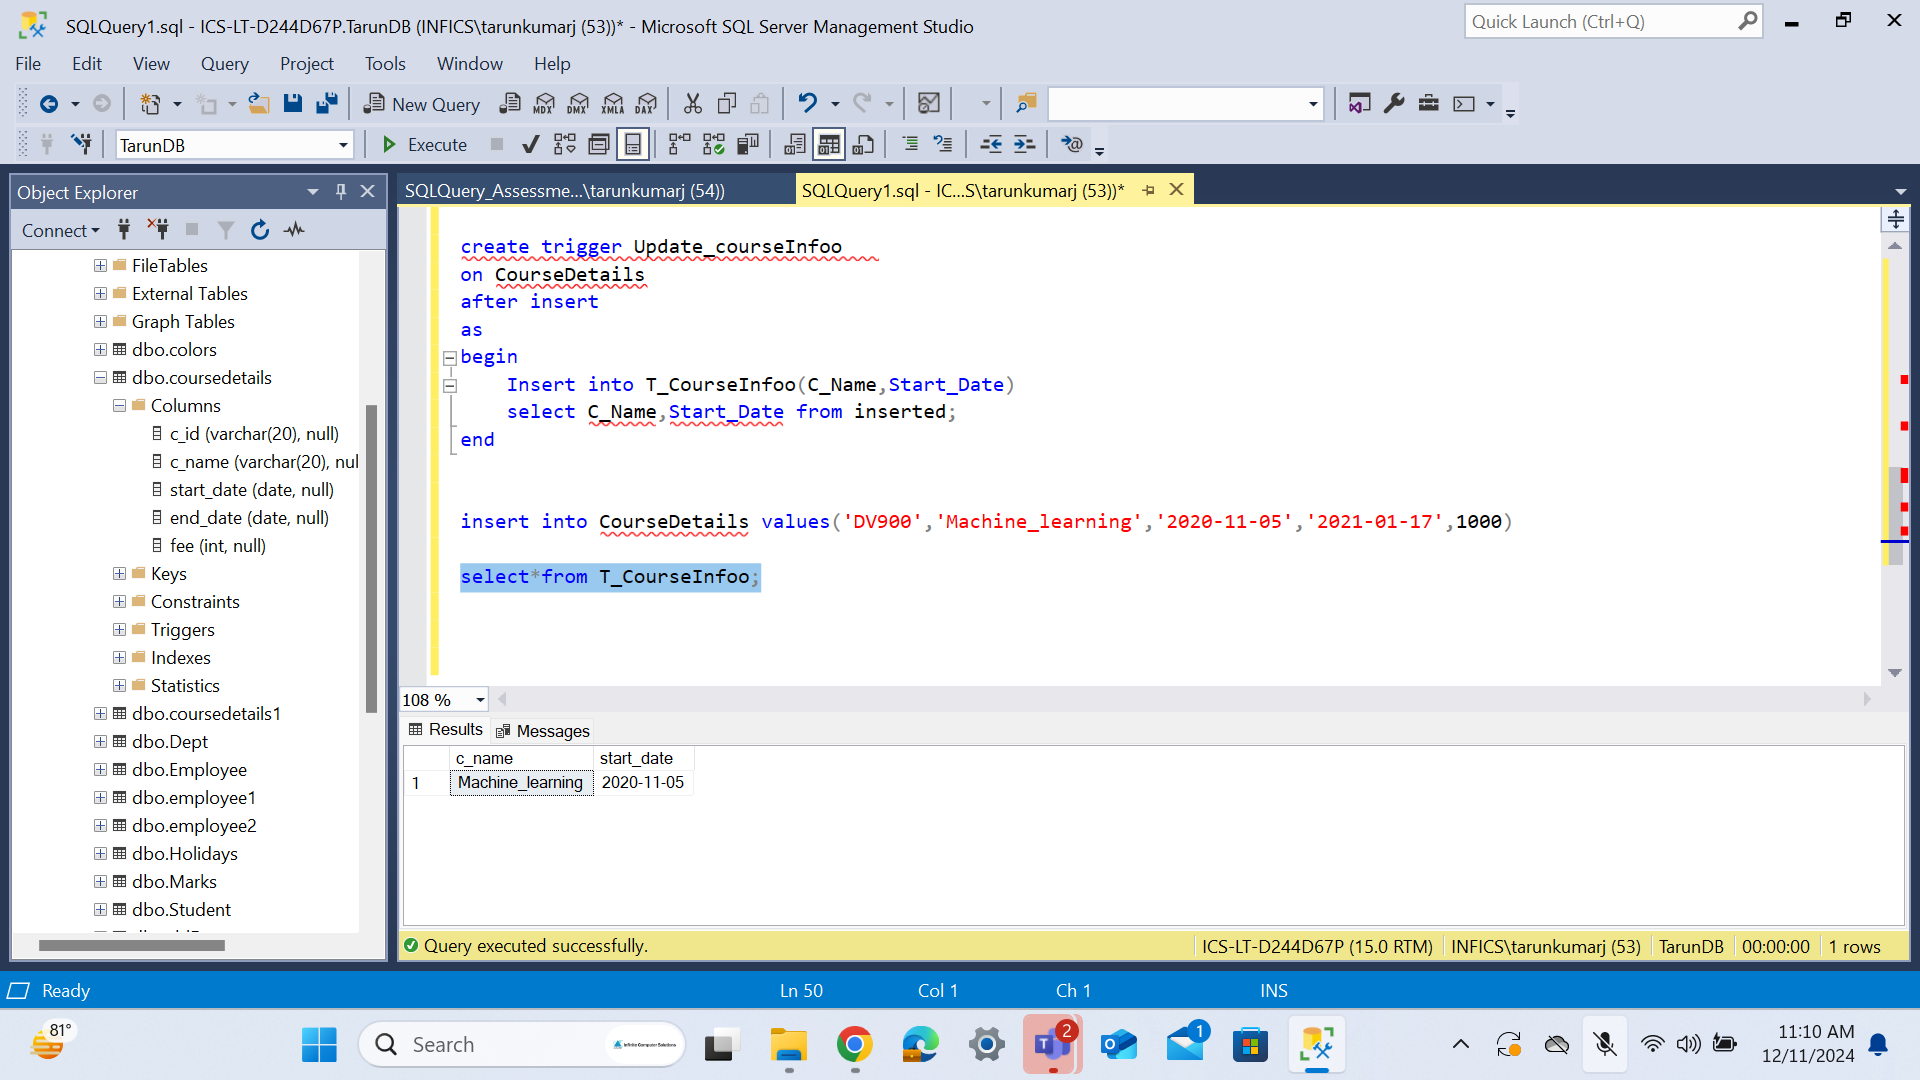 SQLQuery1.sql - ICS-LT-D244D67P.TarunDB (INFICS\tarunkumarj (53))* - Microsoft SQL Server Management Studio
Quick Launch (Ctrl+Q)
File Edit View Query Project Tools Window Help
New Query MDX DMX XMLA DAX
TarunDB Execute
Object Explorer
Connect
FileTables
External Tables
Graph Tables
dbo.colors
dbo.coursedetails
Columns
c_id (varchar(20), null)
c_name (varchar(20), nul
start_date (date, null)
end_date (date, null)
fee (int, null)
Keys
Constraints
Triggers
Indexes
Statistics
dbo.coursedetails1
dbo.Dept
dbo.Employee
dbo.employee1
dbo.employee2
dbo.Holidays
dbo.Marks
dbo.Student
SQLQuery_Assessme...\tarunkumarj (54))
SQLQuery1.sql - IC...S\tarunkumarj (53))*
create trigger Update_courseInfoo
on CourseDetails
after insert
as
begin
Insert into T_CourseInfoo(C_Name,Start_Date)
select C_Name,Start_Date from inserted;
end
insert into CourseDetails values('DV900','Machine_learning','2020-11-05','2021-01-17',1000)
select*from T_CourseInfoo;
108 %
Results Messages
c_name start_date
1 Machine_learning 2020-11-05
Query executed successfully.
ICS-LT-D244D67P (15.0 RTM) INFICS\tarunkumarj (53) TarunDB 00:00:00 1 rows
Ready Ln 50 Col 1 Ch 1 INS
81°
Search
Infinite Computer Solutions
2
1
11:10 AM
12/11/2024